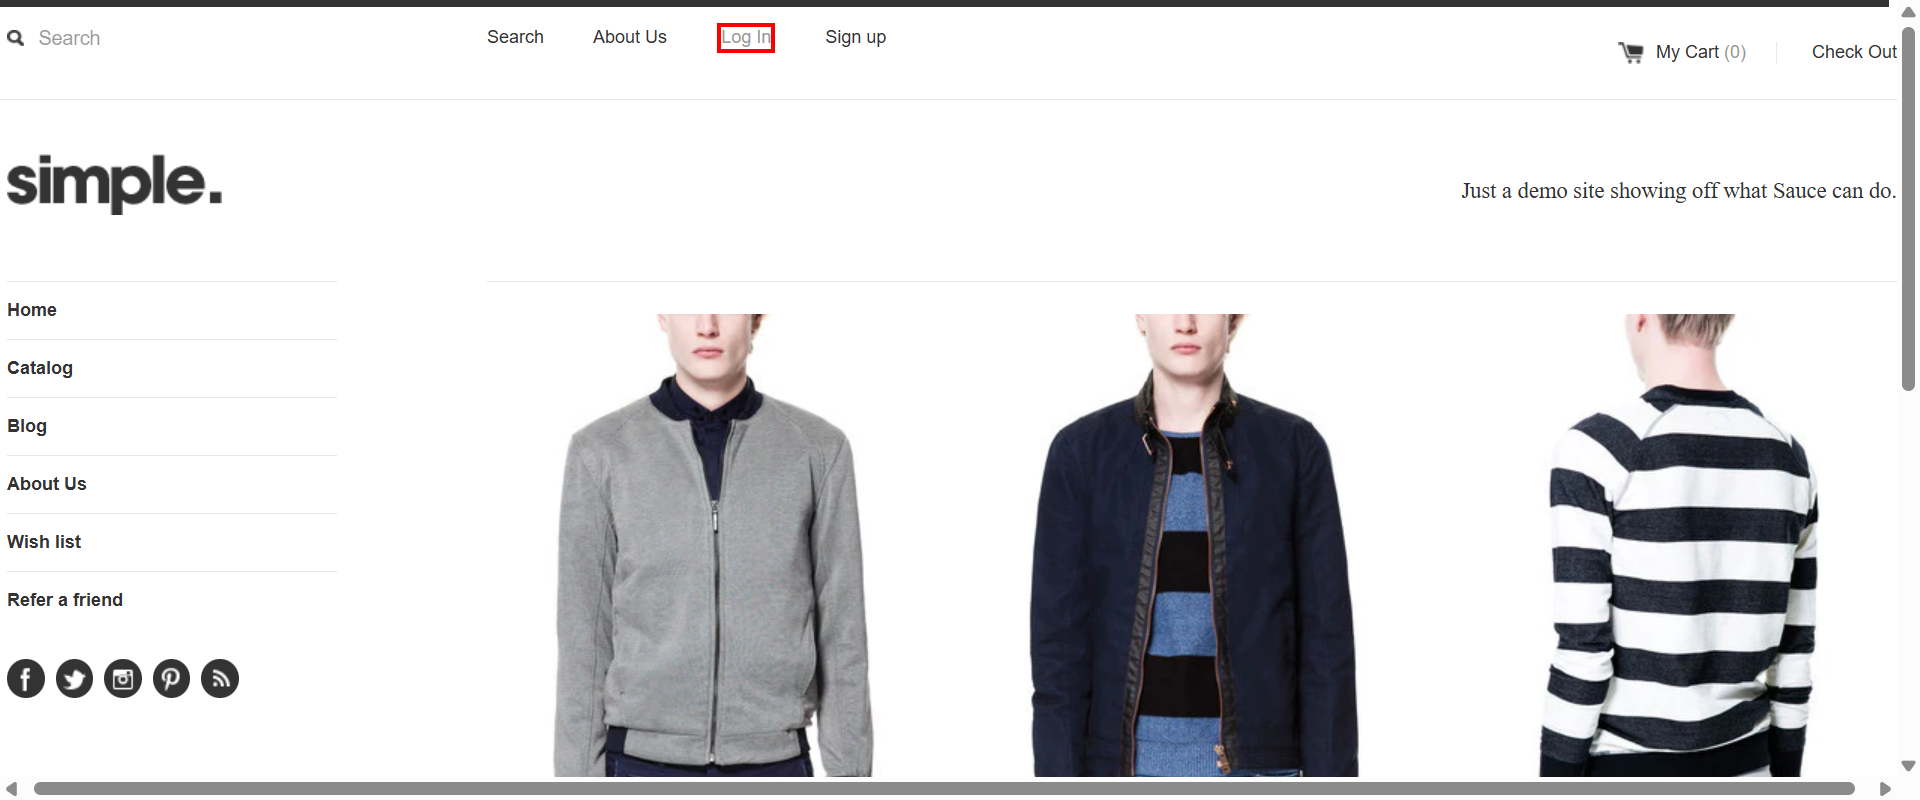 Search
Search
About Us
Log In
Sign up
My Cart (0)
Check Out
simple.
Just a demo site showing off what Sauce can do.
Home
Catalog
Blog
About Us
Wish list
Refer a friend